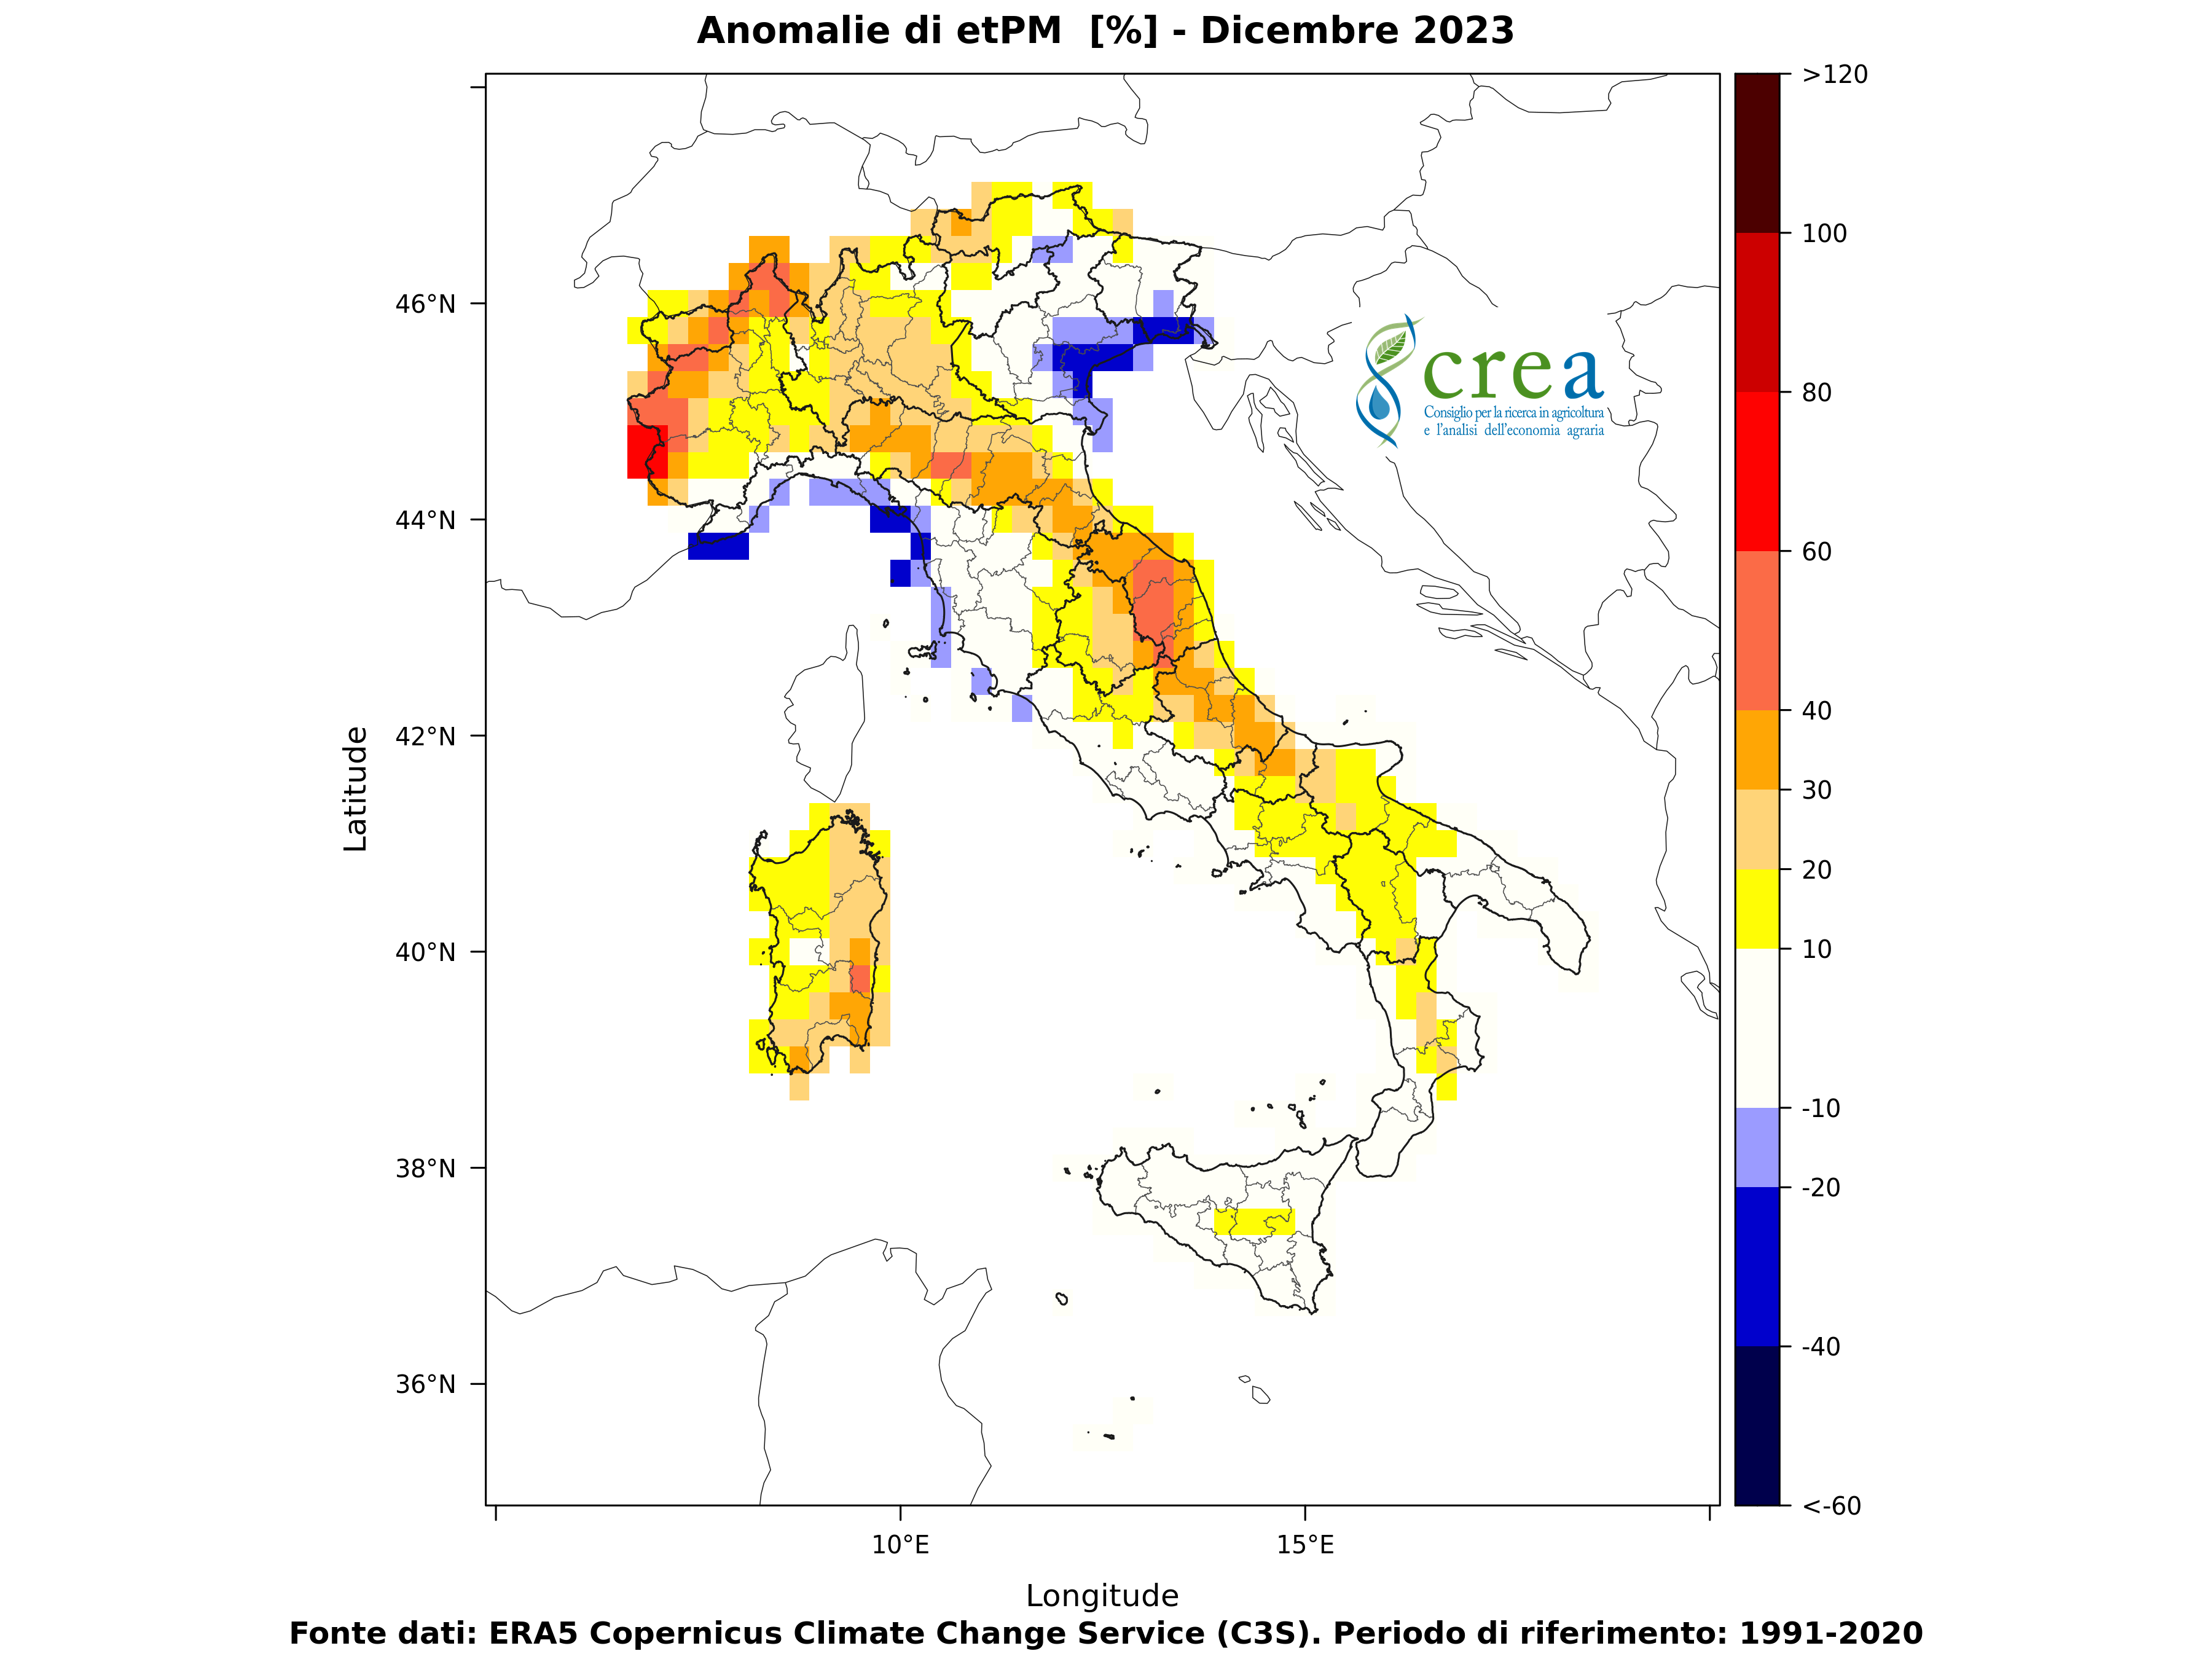 Anomalie di etPM  [%] - Dicembre 2023
>120
100
80
60
40
30
20
10
-10
-20
-40
<-60
46°N
44°N
42°N
40°N
38°N
36°N
Latitude
crea
Consiglio per la ricerca in agricoltura
e l'analisi dell'economia agraria
10°E
15°E
Longitude
Fonte dati: ERA5 Copernicus Climate Change Service (C3S). Periodo di riferimento: 1991-2020